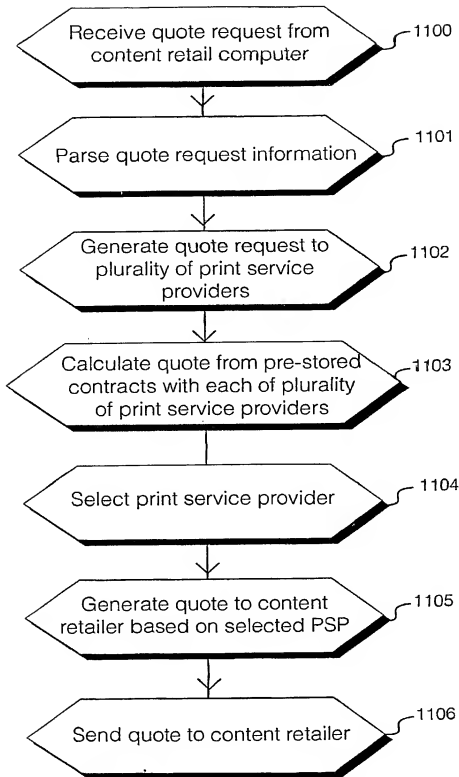 Receive quote request from
content retail computer
1100
Parse quote request information
1101
Generate quote request to
plurality of print service
providers
1102
Calculate quote from pre-stored
contracts with each of plurality
of print service providers
1103
Select print service provider
1104
Generate quote to content
retailer based on selected PSP
1105
Send quote to content retailer
1106